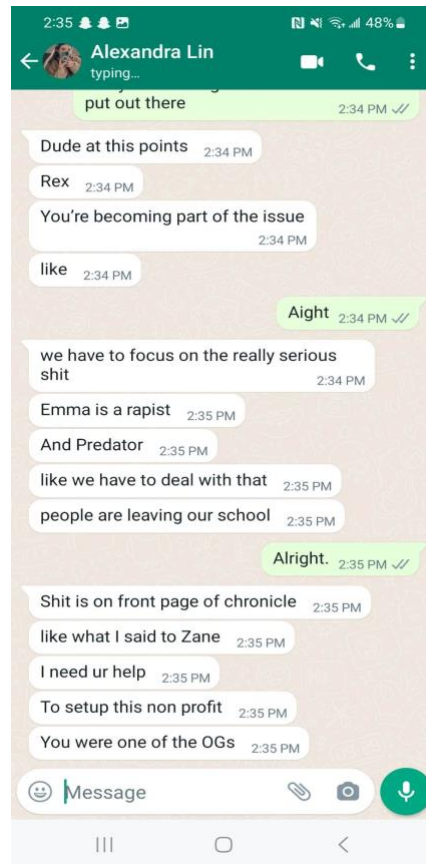 2:35
48%
Alexandra Lin
typing...
put out there
2:34 PM
Dude at this points 2:34 PM
Rex 2:34 PM
You're becoming part of the issue
2:34 PM
like 2:34 PM
Aight 2:34 PM
we have to focus on the really serious
shit
2:34 PM
Emma is a rapist 2:35 PM
And Predator 2:35 PM
like we have to deal with that 2:35 PM
people are leaving our school 2:35 PM
Alright. 2:35 PM
Shit is on front page of chronicle 2:35 PM
like what I said to Zane 2:35 PM
I need ur help 2:35 PM
To setup this non profit 2:35 PM
You were one of the OGs 2:35 PM
Message